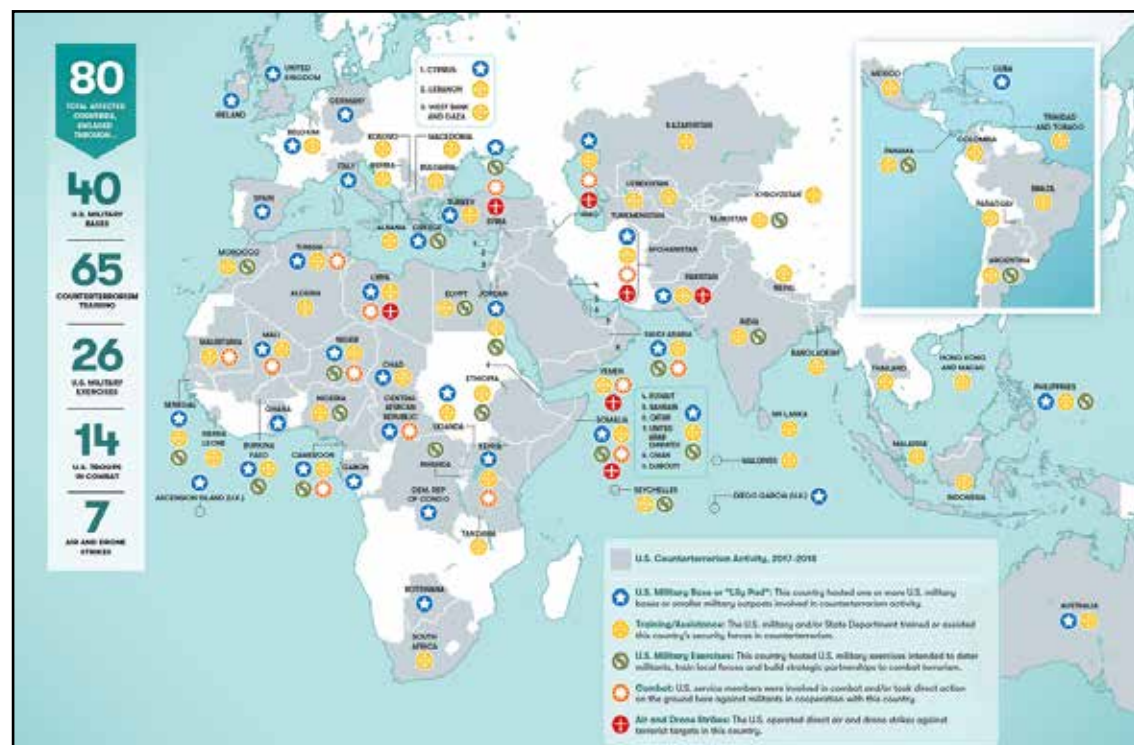 80
TOTAL AFFECTED
COUNTRIES,
ENGAGED
THROUGH...
40
U.S. MILITARY
BASES
65
COUNTERTERRORISM
TRAINING
26
U.S. MILITARY
EXERCISES
14
U.S. TROOPS
IN COMBAT
7
AIR AND DRONE
STRIKES
UNITED
KINGDOM
IRELAND
GERMANY
BELGIUM
1. CYPRUS
2. LEBANON
3. WEST BANK
AND GAZA
KOSOVO
MACEDONIA
SERBIA
BULGARIA
ITALY
SPAIN
ALBANIA
GREECE
TURKEY
SYRIA
IRAQ
KAZAKHSTAN
UZBEKISTAN
KYRGYZSTAN
TURKMENISTAN
TAJIKISTAN
AFGHANISTAN
PAKISTAN
NEPAL
MOROCCO
TUNISIA
ALGERIA
LIBYA
EGYPT
JORDAN
SAUDI ARABIA
INDIA
BANGLADESH
THAILAND
HONG KONG
AND MACAO
PHILIPPINES
MAURITANIA
MALI
NIGER
CHAD
ETHIOPIA
YEMEN
SOMALIA
4. KUWAIT
5. BAHRAIN
6. QATAR
7. UNITED
ARAB
EMIRATES
8. OMAN
9. DJIBOUTI
SRI LANKA
MALDIVES
MALAYSIA
INDONESIA
SENEGAL
SIERRA
LEONE
GHANA
BURKINA
FASO
NIGERIA
CAMEROON
CENTRAL
AFRICAN
REPUBLIC
GABON
UGANDA
RWANDA
KENYA
DEM. REP
OF CONGO
TANZANIA
SEYCHELLES
DIEGO GARCIA (U.K.)
ASCENSION ISLAND (U.K.)
BOTSWANA
SOUTH
AFRICA
AUSTRALIA
MEXICO
CUBA
TRINIDAD
AND TOBAGO
PANAMA
COLOMBIA
BRAZIL
PARAGUAY
ARGENTINA
U.S. Counterterrorism Activity, 2017-2018
U.S. Military Base or "Lily Pad": This country hosted one or more U.S. military
bases or smaller military outposts involved in counterterrorism activity.
Training/Assistance: The U.S. military and/or State Department trained or assisted
this country's security forces in counterterrorism.
U.S. Military Exercises: This country hosted U.S. military exercises intended to deter
militants, train local forces and build strategic partnerships to combat terrorism.
Combat: U.S. service members were involved in combat and/or took direct action
on the ground here against militants in cooperation with this country.
Air and Drone Strikes: The U.S. operated direct air and drone strikes against
terrorist targets in this country.